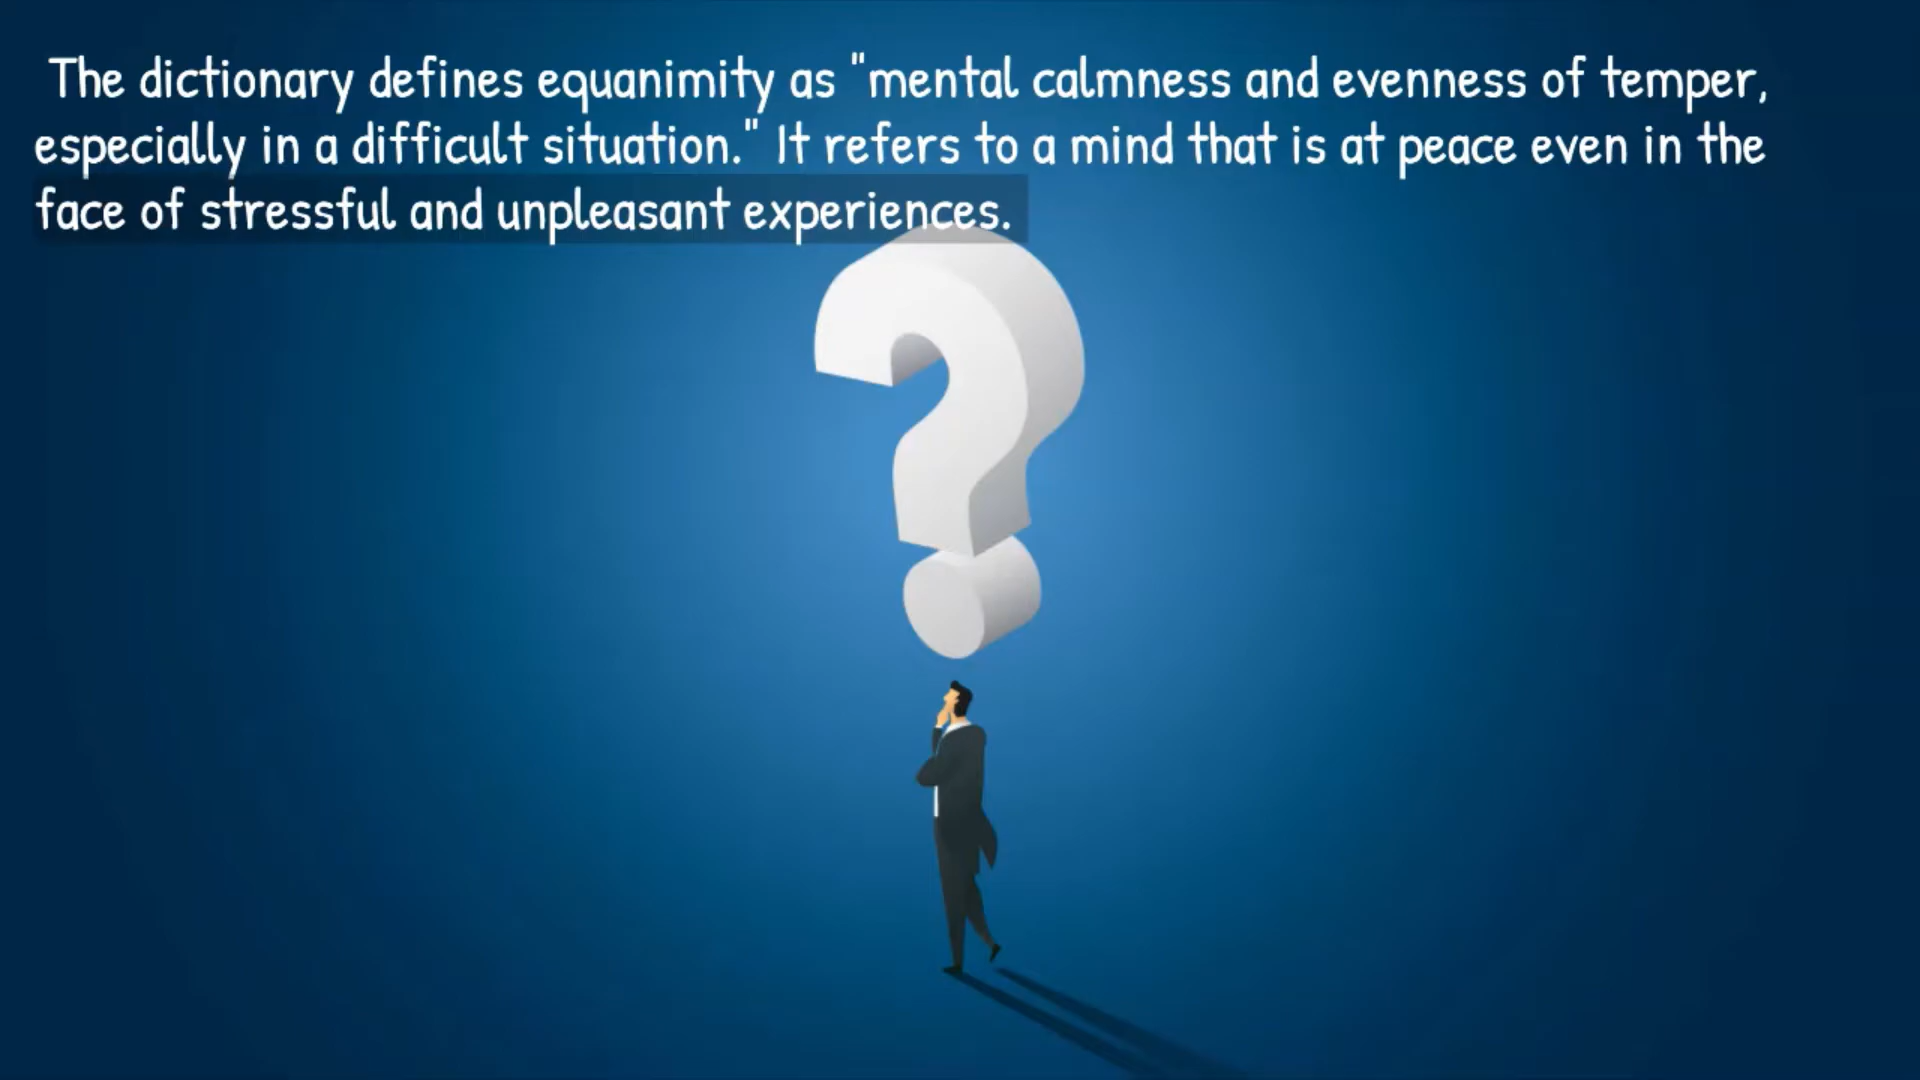 The dictionary defines equanimity as "mental calmness and evenness of temper,
especially in a difficult situation." It refers to a mind that is at peace even in the
face of stressful and unpleasant experiences.